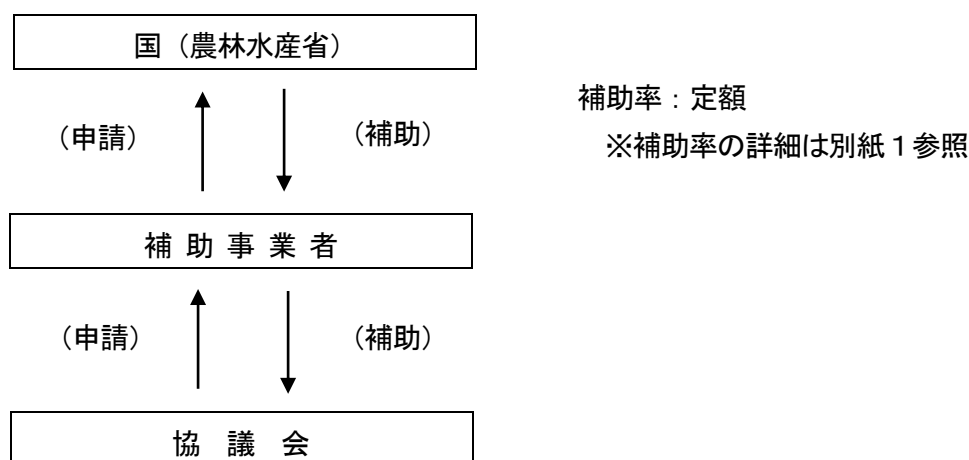 国（農林水産省）
補助率：定額
（申請）
（補助）
※補助率の詳細は別紙１参照
補 助 事 業 者
（申請）
（補助）
協 議 会